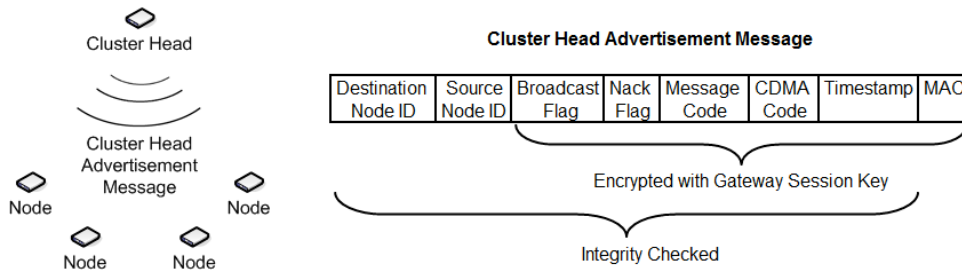 Cluster Head
Cluster Head
Advertisement
Message
Node
Node
Node
Node
Cluster Head Advertisement Message
Destination
Node ID
Source
Node ID
Broadcast
Flag
Nack
Flag
Message
Code
CDMA
Code
Timestamp
MAC
Encrypted with Gateway Session Key
Integrity Checked